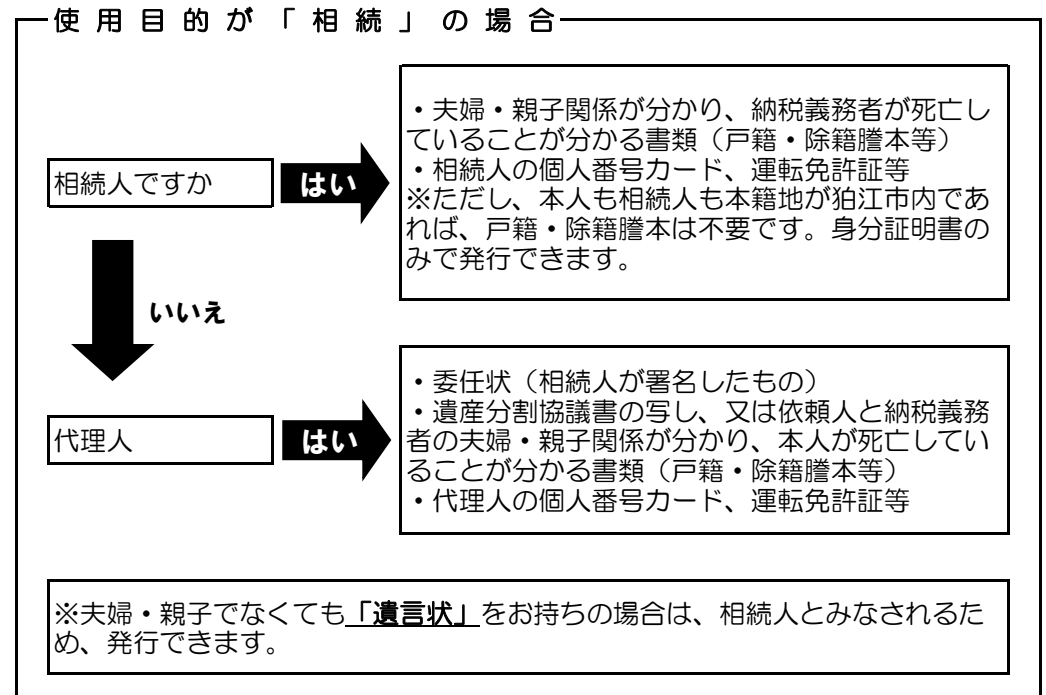 使用目的が「相続」の場合
・夫婦・親子関係が分かり、納税義務者が死亡し
ていることが分かる書類（戸籍・除籍謄本等）
・相続人の個人番号カード、運転免許証等
※ただし、本人も相続人も本籍地が狛江市内であ
れば、戸籍・除籍謄本は不要です。身分証明書の
みで発行できます。
相続人ですか
はい
いいえ
・委任状（相続人が署名したもの）
・遺産分割協議書の写し、又は依頼人と納税義務
者の夫婦・親子関係が分かり、本人が死亡してい
ることが分かる書類（戸籍・除籍謄本等）
・代理人の個人番号カード、運転免許証等
代理人
はい
※夫婦・親子でなくても「遺言状」をお持ちの場合は、相続人とみなされるた
め、発行できます。